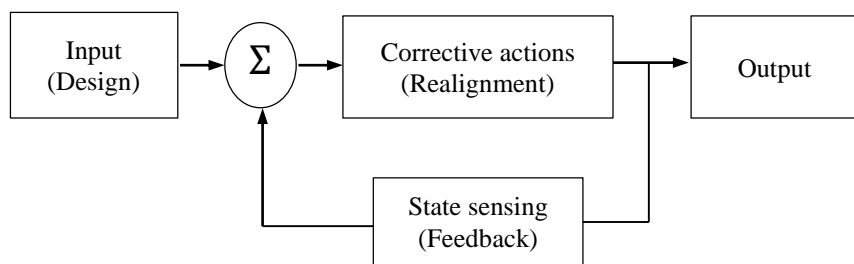 Input
(Design)
Σ
Corrective actions
(Realignment)
Output
State sensing
(Feedback)